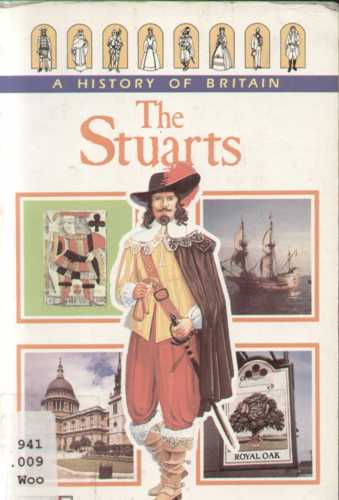 A HISTORY OF BRITAIN
The
Stuarts
ROYAL OAK
941
.009
Woo